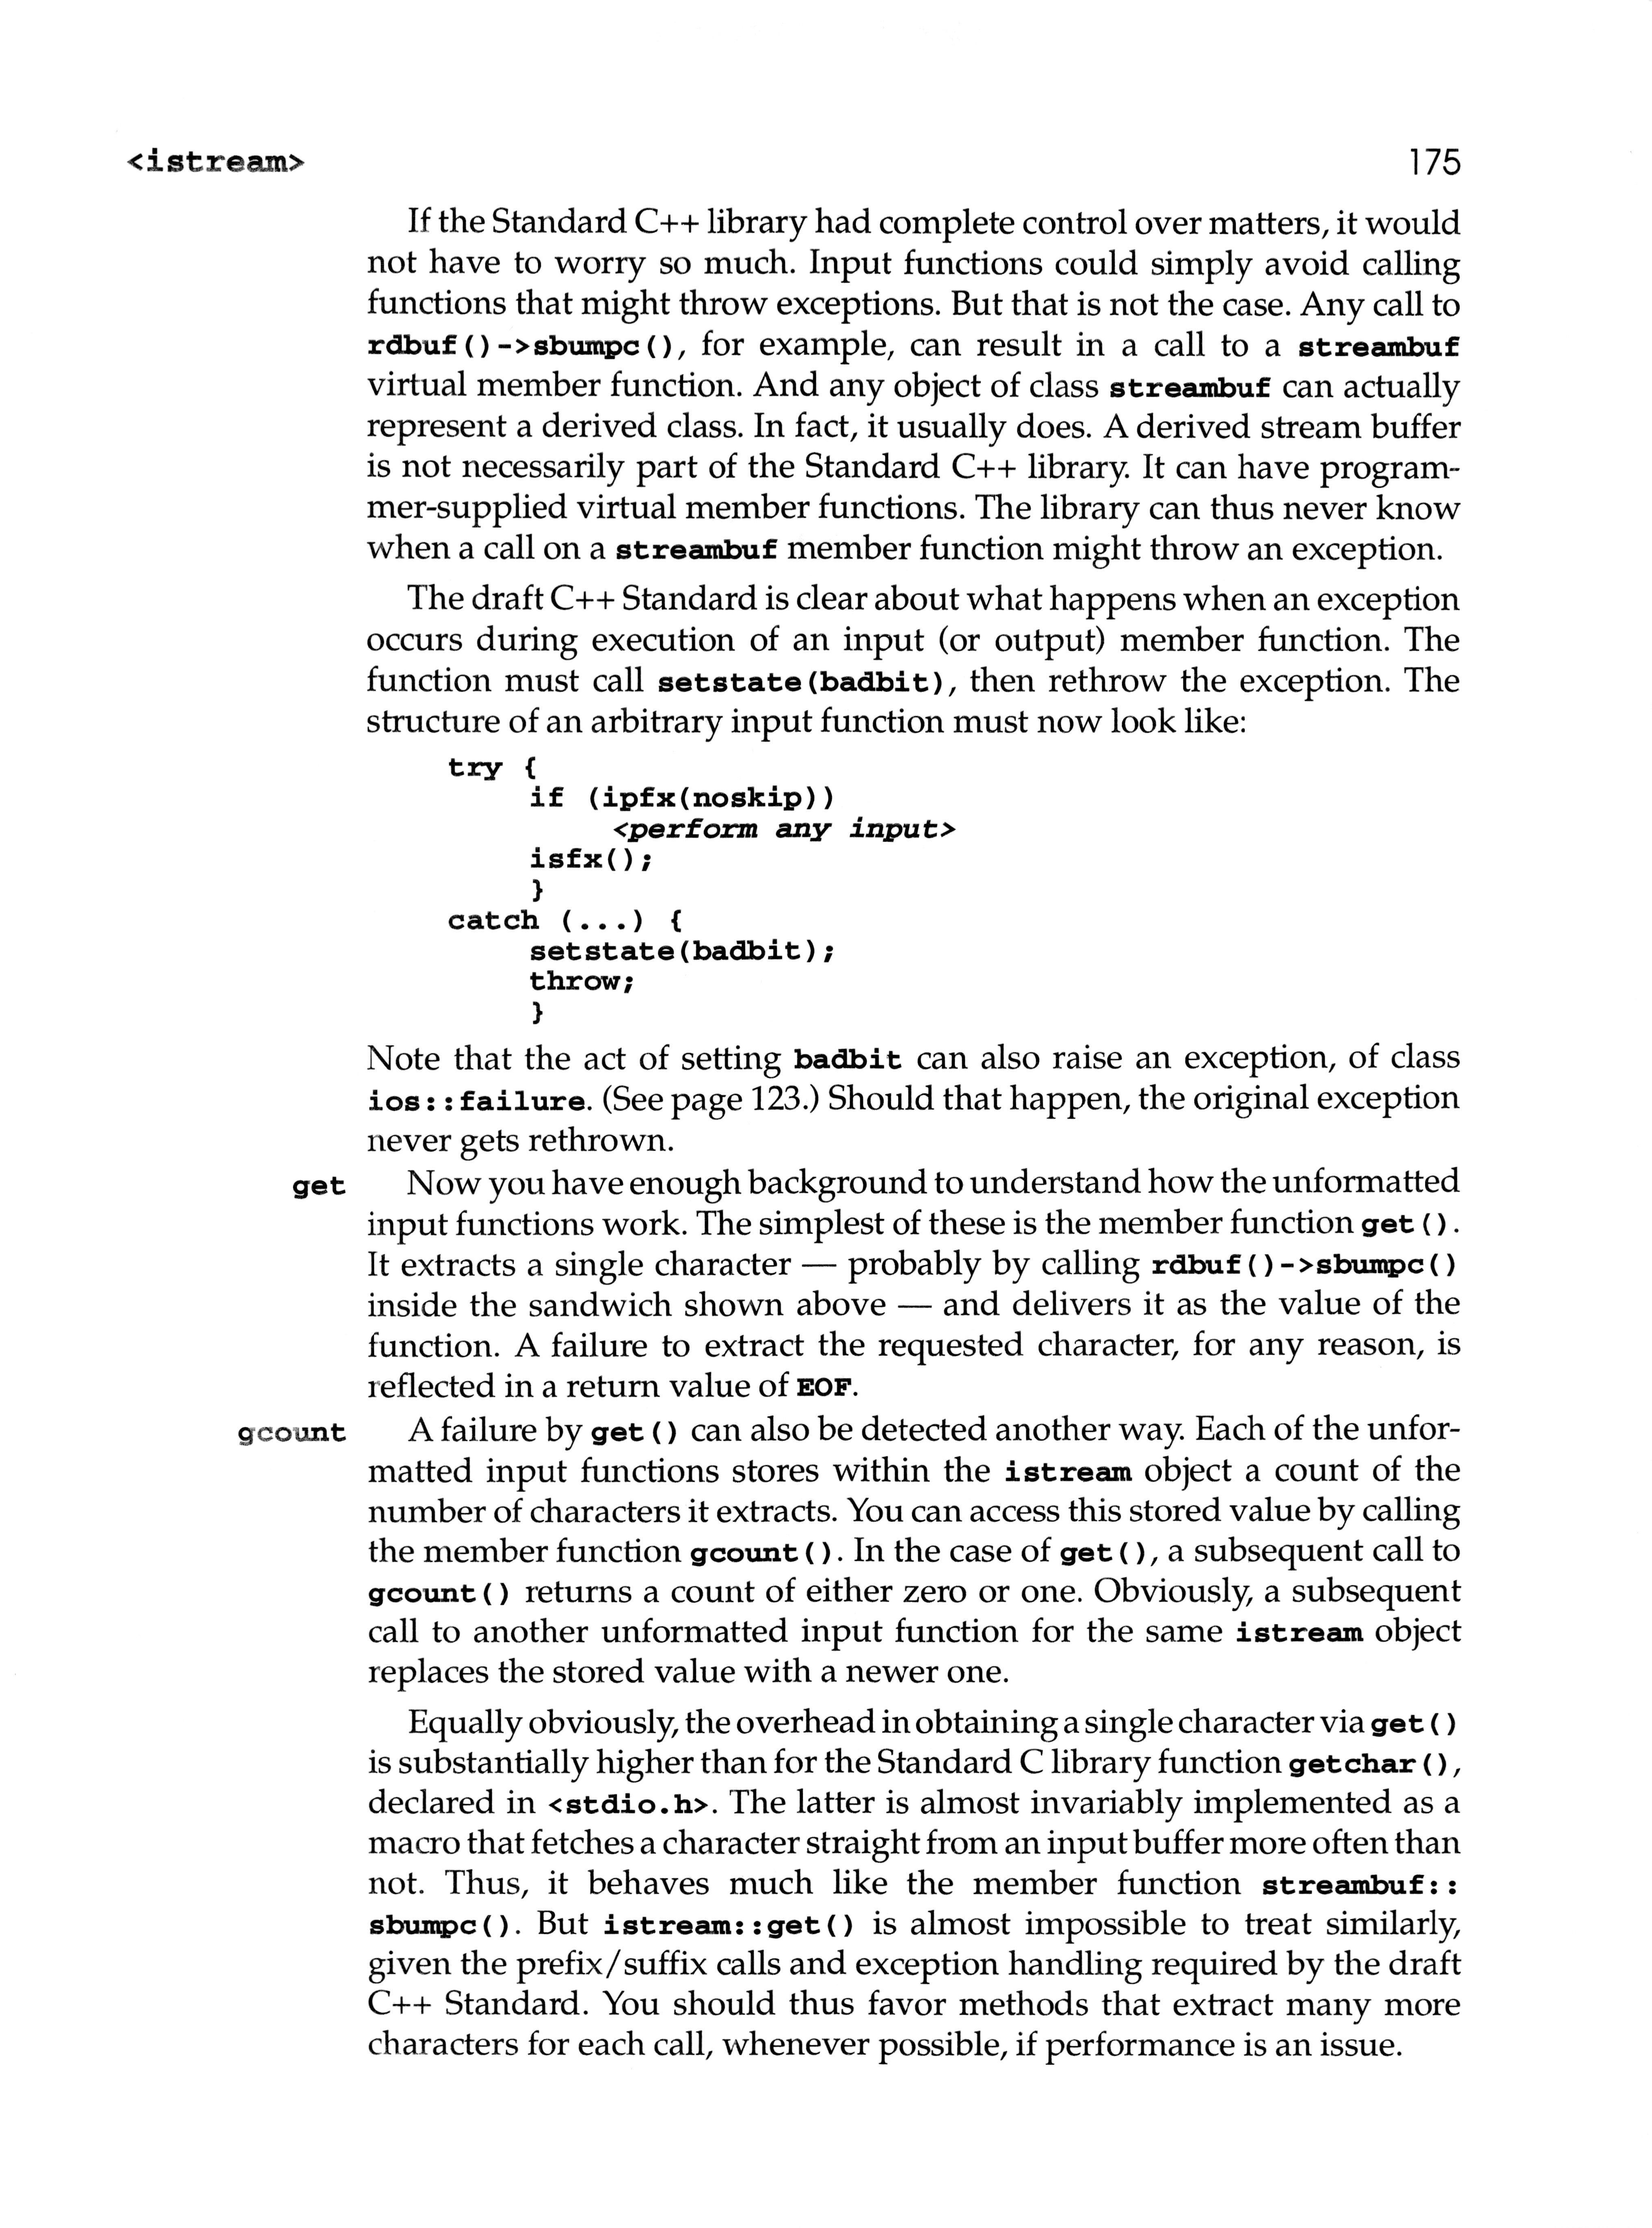 <istream>
175
If the Standard C++ library had complete control over matters, it would
not have to worry so much. Input functions could simply avoid calling
functions that might throw exceptions. But that is not the case. Any call to
rdbuf()->sbumpc(), for example, can result in a call to a streambuf
virtual member function. And any object of class streambuf can actually
represent a derived class. In fact, it usually does. A derived stream buffer
is not necessarily part of the Standard C++ library. It can have program-
mer-supplied virtual member functions. The library can thus never know
when a call on a streambuf member function might throw an exception.
The draft C++ Standard is clear about what happens when an exception
occurs during execution of an input (or output) member function. The
function must call setstate(badbit), then rethrow the exception. The
structure of an arbitrary input function must now look like:
try {
if (ipfx(noskip))
<perform any input>
isfx();
}
catch (...) {
setstate(badbit);
throw;
}
Note that the act of setting badbit can also raise an exception, of class
ios::failure. (See page 123.) Should that happen, the original exception
never gets rethrown.
get Now you have enough background to understand how the unformatted
input functions work. The simplest of these is the member function get().
It extracts a single character — probably by calling rdbuf()->sbumpc()
inside the sandwich shown above — and delivers it as the value of the
function. A failure to extract the requested character, for any reason, is
reflected in a return value of EOF.
gcount A failure by get() can also be detected another way. Each of the unfor-
matted input functions stores within the istream object a count of the
number of characters it extracts. You can access this stored value by calling
the member function gcount(). In the case of get(), a subsequent call to
gcount() returns a count of either zero or one. Obviously, a subsequent
call to another unformatted input function for the same istream object
replaces the stored value with a newer one.
Equally obviously, the overhead in obtaining a single character via get()
is substantially higher than for the Standard C library function getchar(),
declared in <stdio.h>. The latter is almost invariably implemented as a
macro that fetches a character straight from an input buffer more often than
not. Thus, it behaves much like the member function streambuf::
sbumpc(). But istream::get() is almost impossible to treat similarly,
given the prefix/suffix calls and exception handling required by the draft
C++ Standard. You should thus favor methods that extract many more
characters for each call, whenever possible, if performance is an issue.